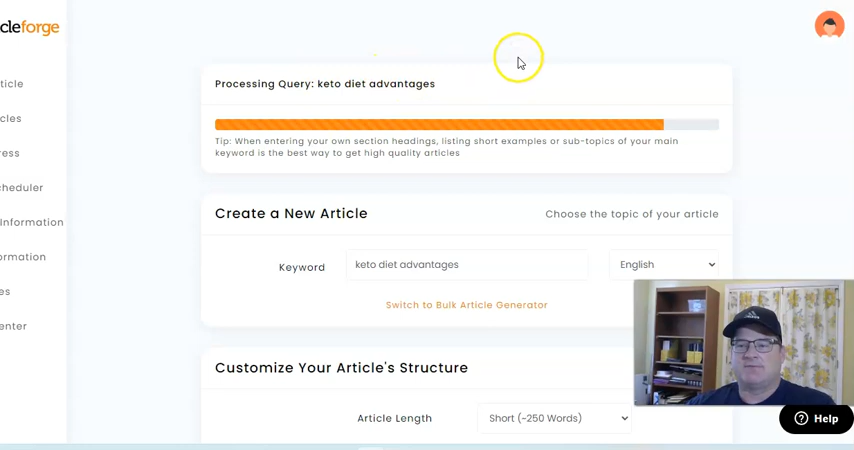 cleforge
Processing Query: keto diet advantages
Tip: When entering your own section headings, listing short examples or sub-topics of your main
keyword is the best way to get high quality articles
ticle
cles
ress
cheduler
Information
ormation
es
enter
Create a New Article
Choose the topic of your article
Keyword
keto diet advantages
English
Switch to Bulk Article Generator
Customize Your Article's Structure
Article Length
Short (~250 Words)
Help